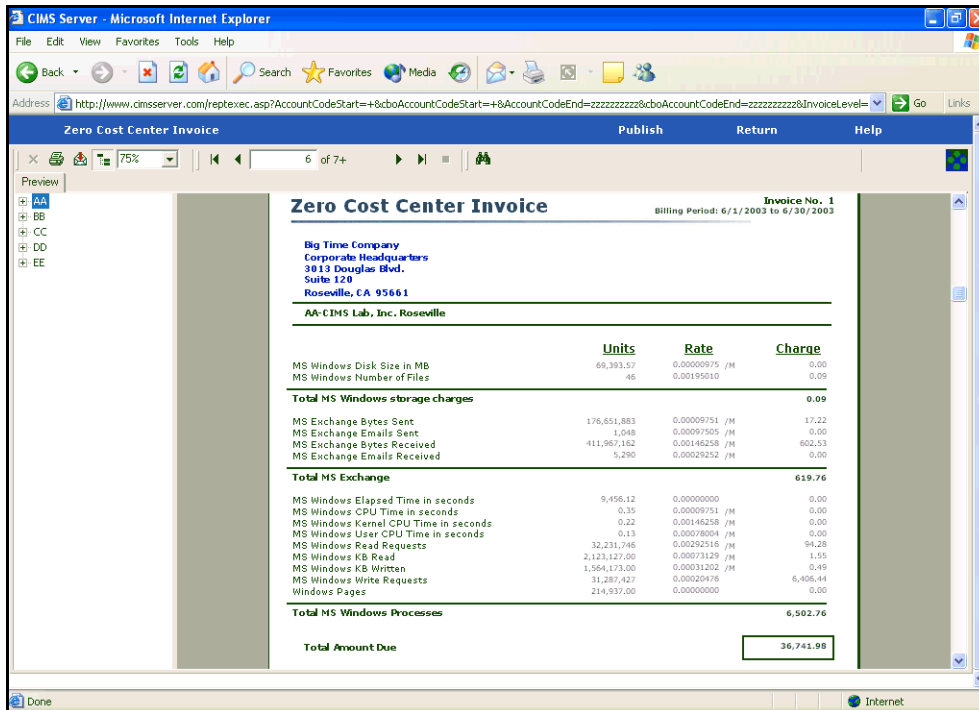 CIMS Server - Microsoft Internet Explorer
File Edit View Favorites Tools Help
Back Search Favorites Media
Address http://www.cimsserver.com/reptexec.asp?AccountCodeStart=+&cboAccountCodeStart=+&AccountCodeEnd=zzzzzzzzzz&cboAccountCodeEnd=zzzzzzzzzz&InvoiceLevel= Go Links
Zero Cost Center Invoice Publish Return Help
75% 6 of 7+
Preview
AA
BB
CC
DD
EE
Zero Cost Center Invoice
Invoice No. 1
Billing Period: 6/1/2003 to 6/30/2003
Big Time Company
Corporate Headquarters
3013 Douglas Blvd.
Suite 120
Roseville, CA 95661
AA-CIMS Lab, Inc. Roseville
Units Rate Charge
MS Windows Disk Size in MB 69,393.57 0.00000975 /M 0.00
MS Windows Number of Files 46 0.00195010 0.09
Total MS Windows storage charges 0.09
MS Exchange Bytes Sent 176,651,883 0.00009751 /M 17.22
MS Exchange Emails Sent 1,048 0.00097505 /M 0.00
MS Exchange Bytes Received 411,967,162 0.00146258 /M 602.53
MS Exchange Emails Received 5,290 0.00029252 /M 0.00
Total MS Exchange 619.76
MS Windows Elapsed Time in seconds 9,456.12 0.00000000 0.00
MS Windows CPU Time in seconds 0.35 0.00009751 /M 0.00
MS Windows Kernel CPU Time in seconds 0.22 0.00146258 /M 0.00
MS Windows User CPU Time in seconds 0.13 0.00078004 /M 0.00
MS Windows Read Requests 32,231,746 0.00292516 /M 94.28
MS Windows KB Read 2,123,127.00 0.00073129 /M 1.55
MS Windows KB Written 1,564,173.00 0.00031202 /M 0.49
MS Windows Write Requests 31,287,427 0.00020476 6,406.44
Windows Pages 214,937.00 0.00000000 0.00
Total MS Windows Processes 6,502.76
Total Amount Due 36,741.98
Done Internet